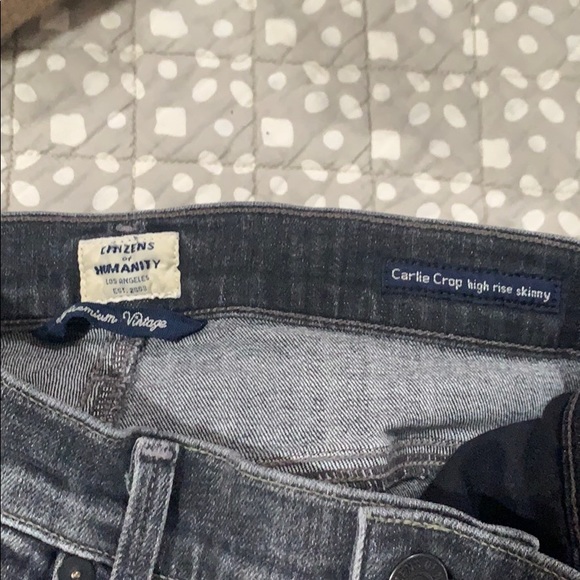 CITIZENS
of
HUMANITY
LOS ANGELES
EST. 2003
Premium Vintage
Carlie Crop high rise skinny